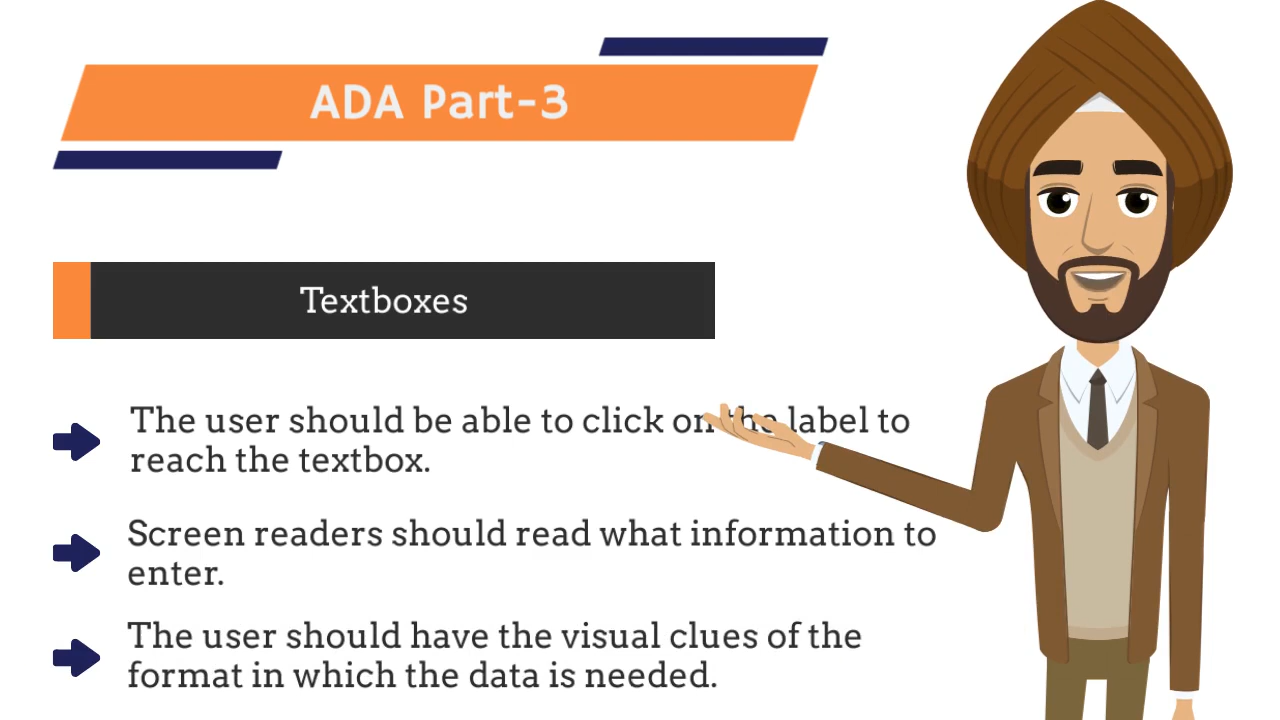 ADA Part-3
Textboxes
The user should be able to click on the label to
reach the textbox.
Screen readers should read what information to
enter.
The user should have the visual clues of the
format in which the data is needed.